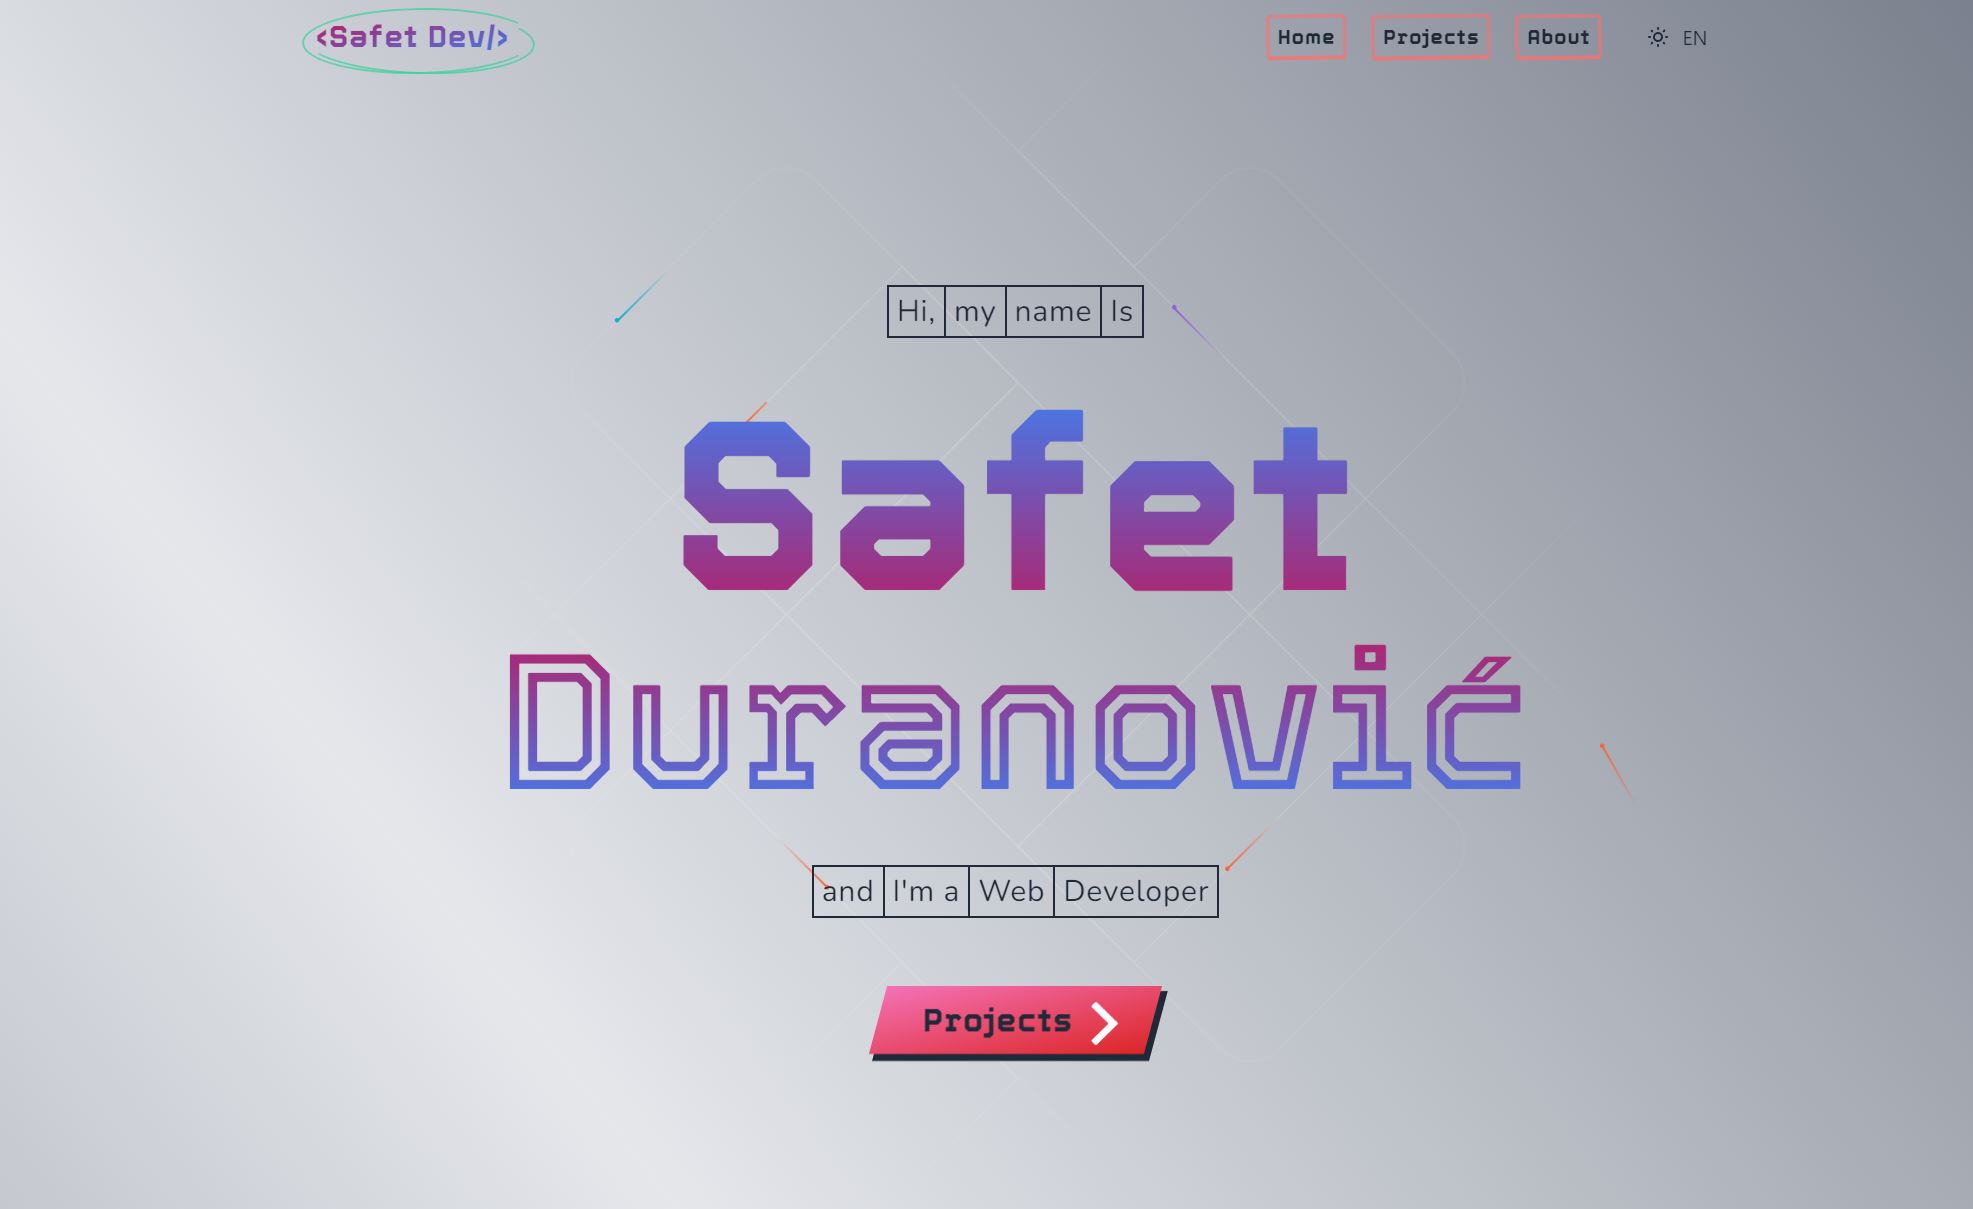 <Safet Dev/>
Home Projects About EN
Hi, my name Is
Safet
Duranović
and I'm a Web Developer
Projects